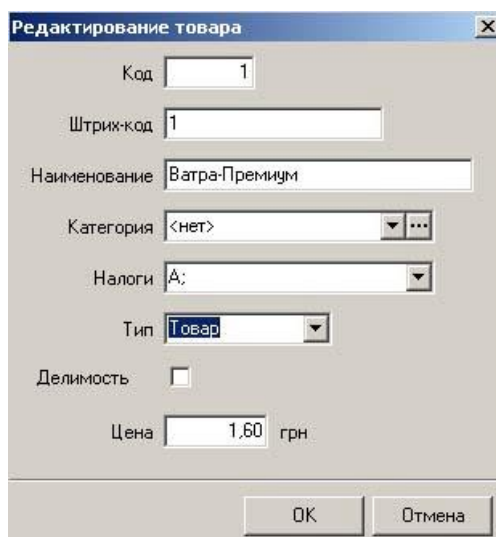 Редактирование товара
Код 1
Штрих-код 1
Наименование Ватра-Премиум
Категория <нет>
Налоги А;
Тип Товар
Делимость
Цена 1,60 грн
OK Отмена